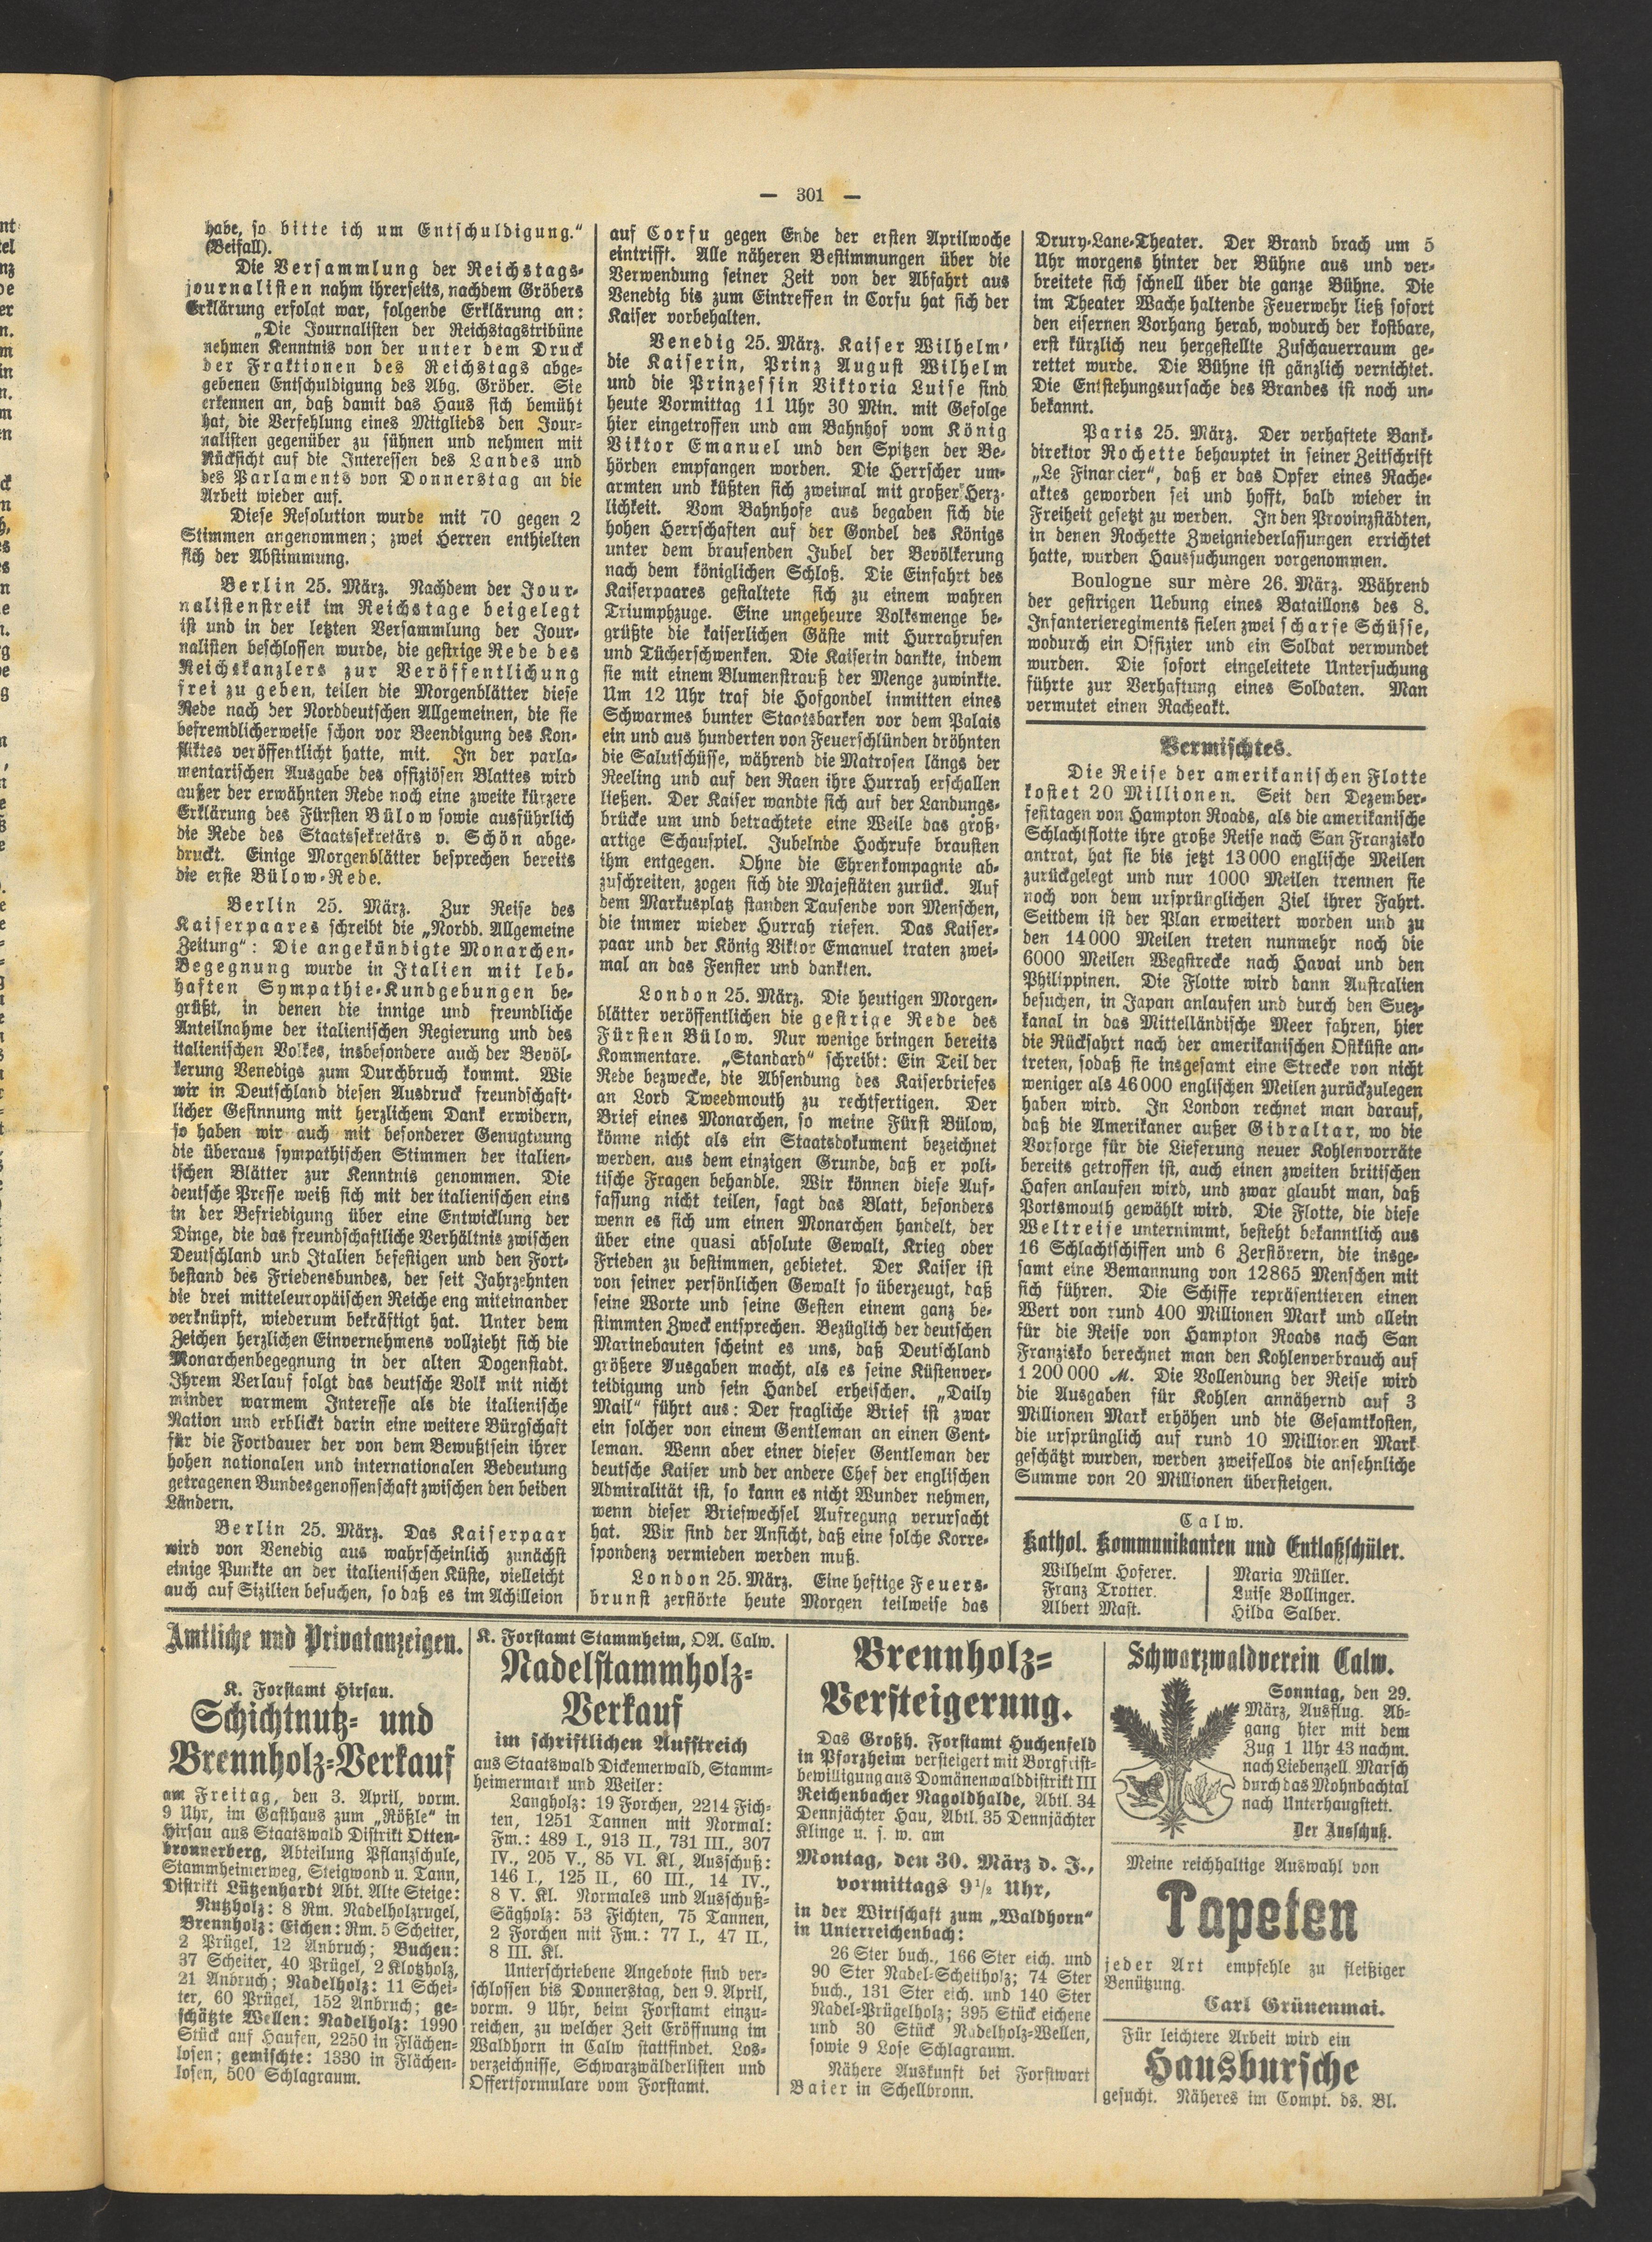 — 301 —
habe, so bitte ich um Entschuldigung."
(Beifall).
Die Versammlung der Reichstags-
journalisten nahm ihrerseits, nachdem Gröbers
Erklärung erfolgt war, folgende Erklärung an:
„Die Journalisten der Reichstagstribüne
nehmen Kenntnis von der unter dem Druck
der Fraktionen des Reichstags abge-
gebenen Entschuldigung des Abg. Gröber. Sie
erkennen an, daß damit das Haus sich bemüht
hat, die Verfehlung eines Mitglieds den Jour-
nalisten gegenüber zu sühnen und nehmen mit
Rücksicht auf die Interessen des Landes und
des Parlaments von Donnerstag an die
Arbeit wieder auf.
Diese Resolution wurde mit 70 gegen 2
Stimmen angenommen; zwei Herren enthielten
sich der Abstimmung.
Berlin 25. März. Nachdem der Jour-
nalistenstreik im Reichstage beigelegt
ist und in der letzten Versammlung der Jour-
nalisten beschlossen wurde, die gestrige Rede des
Reichskanzlers zur Veröffentlichung
frei zu geben, teilen die Morgenblätter diese
Rede nach der Norddeutschen Allgemeinen, die sie
befremdlicherweise schon vor Beendigung des Kon-
fliktes veröffentlicht hatte, mit. In der parla-
mentarischen Ausgabe des offiziösen Blattes wird
außer der erwähnten Rede noch eine zweite kürzere
Erklärung des Fürsten Bülow sowie ausführlich
die Rede des Staatssekretärs v. Schön abge-
druckt. Einige Morgenblätter besprechen bereits
die erste Bülow-Rede.
Berlin 25. März. Zur Reise des
Kaiserpaares schreibt die „Nordd. Allgemeine
Zeitung": Die angekündigte Monarchen-
Begegnung wurde in Italien mit leb-
haften Sympathie-Kundgebungen be-
grüßt, in denen die innige und freundliche
Anteilnahme der italienischen Regierung und des
italienischen Volkes, insbesondere auch der Bevöl-
kerung Venedigs zum Durchbruch kommt. Wie
wir in Deutschland diesen Ausdruck freundschaft-
licher Gesinnung mit herzlichem Dank erwidern,
so haben wir auch mit besonderer Genugtuung
die überaus sympathischen Stimmen der italien-
ischen Blätter zur Kenntnis genommen. Die
deutsche Presse weiß sich mit der italienischen eins
in der Befriedigung über eine Entwicklung der
Dinge, die das freundschaftliche Verhältnis zwischen
Deutschland und Italien befestigen und den Fort-
bestand des Friedensbundes, der seit Jahrzehnten
die drei mitteleuropäischen Reiche eng miteinander
verknüpft, wiederum bekräftigt hat. Unter dem
Zeichen herzlichen Einvernehmens vollzieht sich die
Monarchenbegegnung in der alten Dogenstadt.
Ihrem Verlauf folgt das deutsche Volk mit nicht
minder warmem Interesse als die italienische
Nation und erblickt darin eine weitere Bürgschaft
für die Fortdauer der von dem Bewußtsein ihrer
hohen nationalen und internationalen Bedeutung
getragenen Bundesgenossenschaft zwischen den beiden
Ländern.
Berlin 25. März. Das Kaiserpaar
wird von Venedig aus wahrscheinlich zunächst
einige Punkte an der italienischen Küste, vielleicht
auch auf Sizilien besuchen, so daß es im Achilleion
auf Corfu gegen Ende der ersten Aprilwoche
eintrifft. Alle näheren Bestimmungen über die
Verwendung seiner Zeit von der Abfahrt aus
Venedig bis zum Eintreffen in Corfu hat sich der
Kaiser vorbehalten.
Venedig 25. März. Kaiser Wilhelm'
die Kaiserin, Prinz August Wilhelm
und die Prinzessin Viktoria Luise sind
heute Vormittag 11 Uhr 30 Min. mit Gefolge
hier eingetroffen und am Bahnhof vom König
Viktor Emanuel und den Spitzen der Be-
hörden empfangen worden. Die Herrscher um-
armten und küßten sich zweimal mit großer Herz-
lichkeit. Vom Bahnhofe aus begaben sich die
hohen Herrschaften auf der Gondel des Königs
unter dem brausenden Jubel der Bevölkerung
nach dem königlichen Schloß. Die Einfahrt des
Kaiserpaares gestaltete sich zu einem wahren
Triumphzuge. Eine ungeheure Volksmenge be-
grüßte die kaiserlichen Gäste mit Hurrahrufen
und Tücherschwenken. Die Kaiserin dankte, indem
sie mit einem Blumenstrauß der Menge zuwinkte.
Um 12 Uhr traf die Hofgondel inmitten eines
Schwarmes bunter Staatsbarken vor dem Palais
ein und aus hunderten von Feuerschlünden dröhnten
die Salutschüsse, während die Matrosen längs der
Reeling und auf den Raen ihre Hurrah erschallen
ließen. Der Kaiser wandte sich auf der Landungs-
brücke um und betrachtete eine Weile das groß-
artige Schauspiel. Jubelnde Hochrufe brausten
ihm entgegen. Ohne die Ehrenkompagnie ab-
zuschreiten, zogen sich die Majestäten zurück. Auf
dem Markusplatz standen Tausende von Menschen,
die immer wieder Hurrah riefen. Das Kaiser-
paar und der König Viktor Emanuel traten zwei-
mal an das Fenster und dankten.
London 25. März. Die heutigen Morgen-
blätter veröffentlichen die gestrige Rede des
Fürsten Bülow. Nur wenige bringen bereits
Kommentare. „Standard" schreibt: Ein Teil der
Rede bezwecke, die Absendung des Kaiserbriefes
an Lord Tweedmouth zu rechtfertigen. Der
Brief eines Monarchen, so meine Fürst Bülow,
könne nicht als ein Staatsdokument bezeichnet
werden, aus dem einzigen Grunde, daß er poli-
tische Fragen behandle. Wir können diese Auf-
fassung nicht teilen, sagt das Blatt, besonders
wenn es sich um einen Monarchen handelt, der
über eine quasi absolute Gewalt, Krieg oder
Frieden zu bestimmen, gebietet. Der Kaiser ist
von seiner persönlichen Gewalt so überzeugt, daß
seine Worte und seine Gesten einem ganz be-
stimmten Zweck entsprechen. Bezüglich der deutschen
Marinebauten scheint es uns, daß Deutschland
größere Ausgaben macht, als es seine Küstenver-
teidigung und sein Handel erheischen. „Daily
Mail" führt aus: Der fragliche Brief ist zwar
ein solcher von einem Gentleman an einen Gent-
leman. Wenn aber einer dieser Gentleman der
deutsche Kaiser und der andere Chef der englischen
Admiralität ist, so kann es nicht Wunder nehmen,
wenn dieser Briefwechsel Aufregung verursacht
hat. Wir sind der Ansicht, daß eine solche Korre-
spondenz vermieden werden muß.
London 25. März. Eine heftige Feuers-
brunst zerstörte heute Morgen teilweise das
Drury-Lane-Theater. Der Brand brach um 5
Uhr morgens hinter der Bühne aus und ver-
breitete sich schnell über die ganze Bühne. Die
im Theater Wache haltende Feuerwehr ließ sofort
den eisernen Vorhang herab, wodurch der kostbare,
erst kürzlich neu hergestellte Zuschauerraum ge-
rettet wurde. Die Bühne ist gänzlich vernichtet.
Die Entstehungsursache des Brandes ist noch un-
bekannt.
Paris 25. März. Der verhaftete Bank-
direktor Rochette behauptet in seiner Zeitschrift
„Le Financier", daß er das Opfer eines Rache-
aktes geworden sei und hofft, bald wieder in
Freiheit gesetzt zu werden. In den Provinzstädten,
in denen Rochette Zweigniederlassungen errichtet
hatte, wurden Haussuchungen vorgenommen.
Boulogne sur mère 26. März. Während
der gestrigen Uebung eines Bataillons des 8.
Infanterieregiments fielen zwei scharfe Schüsse,
wodurch ein Offizier und ein Soldat verwundet
wurden. Die sofort eingeleitete Untersuchung
führte zur Verhaftung eines Soldaten. Man
vermutet einen Racheakt.
Vermischtes.
Die Reise der amerikanischen Flotte
kostet 20 Millionen. Seit den Dezember-
festtagen von Hampton Roads, als die amerikanische
Schlachtflotte ihre große Reise nach San Franzisko
antrat, hat sie bis jetzt 13000 englische Meilen
zurückgelegt und nur 1000 Meilen trennen sie
noch von dem ursprünglichen Ziel ihrer Fahrt.
Seitdem ist der Plan erweitert worden und zu
den 14000 Meilen treten nunmehr noch die
6000 Meilen Wegstrecke nach Havai und den
Philippinen. Die Flotte wird dann Australien
besuchen, in Japan anlaufen und durch den Suez-
kanal in das Mittelländische Meer fahren, hier
die Rückfahrt nach der amerikanischen Ostküste an-
treten, sodaß sie insgesamt eine Strecke von nicht
weniger als 46000 englischen Meilen zurückzulegen
haben wird. In London rechnet man darauf,
daß die Amerikaner außer Gibraltar, wo die
Vorsorge für die Lieferung neuer Kohlenvorräte
bereits getroffen ist, auch einen zweiten britischen
Hafen anlaufen wird, und zwar glaubt man, daß
Portsmouth gewählt wird. Die Flotte, die diese
Weltreise unternimmt, besteht bekanntlich aus
16 Schlachtschiffen und 6 Zerstörern, die insge-
samt eine Bemannung von 12865 Menschen mit
sich führen. Die Schiffe repräsentieren einen
Wert von rund 400 Millionen Mark und allein
für die Reise von Hampton Roads nach San
Franzisko berechnet man den Kohlenverbrauch auf
1 200 000 ℳ. Die Vollendung der Reise wird
die Ausgaben für Kohlen annähernd auf 3
Millionen Mark erhöhen und die Gesamtkosten,
die ursprünglich auf rund 10 Millionen Mark
geschätzt wurden, werden zweifellos die ansehnliche
Summe von 20 Millionen übersteigen.
Calw.
Kathol. Kommunikanten und Entlaßschüler.
Wilhelm Hoferer.
Franz Trotter.
Albert Mast.
Maria Müller.
Luise Bollinger.
Hilda Salber.
Amtliche und Privatanzeigen.
K. Forstamt Hirsau.
Schichtnutz- und
Brennholz-Verkauf
am Freitag, den 3. April, vorm.
9 Uhr, im Gasthaus zum „Rößle" in
Hirsau aus Staatswald Distrikt Otten-
bronnerberg, Abteilung Pflanzschule,
Stammheimerweg, Steigwond u. Tann,
Distrikt Lützenhardt Abt. Alte Steige:
Nutzholz: 8 Rm. Nadelholzrugel,
Brennholz: Eichen: Rm. 5 Scheiter,
2 Prügel, 12 Anbruch; Buchen:
37 Scheiter, 40 Prügel, 2 Klotzholz,
21 Anbruch; Nadelholz: 11 Schei-
ter, 60 Prügel, 152 Anbruch; ge-
schätzte Wellen: Nadelholz: 1990
Stück auf Haufen, 2250 in Flächen-
losen; gemischte: 1330 in Flächen-
losen, 500 Schlagraum.
K. Forstamt Stammheim, OA. Calw.
Nadelstammholz-
Verkauf
im schriftlichen Aufstreich
aus Staatswald Dickemerwald, Stamm-
heimermark und Weiler:
Langholz: 19 Forchen, 2214 Fich-
ten, 1251 Tannen mit Normal:
Fm.: 489 I., 913 II., 731 III., 307
IV., 205 V., 85 VI. Kl., Ausschuß:
146 I., 125 II., 60 III., 14 IV.,
8 V. Kl. Normales und Ausschuß-
Sägholz: 53 Fichten, 75 Tannen,
2 Forchen mit Fm.: 77 I., 47 II.,
8 III. Kl.
Unterschriebene Angebote sind ver-
schlossen bis Donnerstag, den 9. April,
vorm. 9 Uhr, beim Forstamt einzu-
reichen, zu welcher Zeit Eröffnung im
Waldhorn in Calw stattfindet. Los-
verzeichnisse, Schwarzwälderlisten und
Offertformulare vom Forstamt.
Brennholz-
Versteigerung.
Das Großh. Forstamt Huchenfeld
in Pforzheim versteigert mit Borgfrist-
bewilligung aus Domänenwalddistrikt III
Reichenbacher Nagoldhalde, Abtl. 34
Dennjächter Hau, Abtl. 35 Dennjächter
Klinge u. s. w. am
Montag, den 30. März d. J.,
vormittags 9½ Uhr,
in der Wirtschaft zum „Waldhorn"
in Unterreichenbach:
26 Ster buch., 166 Ster eich. und
90 Ster Nadel-Scheitholz; 74 Ster
buch., 131 Ster eich. und 140 Ster
Nadel-Prügelholz; 395 Stück eichene
und 30 Stück Nadelholz-Wellen,
sowie 9 Lose Schlagraum.
Nähere Auskunft bei Forstwart
Baier in Schellbronn.
Schwarzwaldverein Calw.
Sonntag, den 29.
März, Ausflug. Ab-
gang hier mit dem
Zug 1 Uhr 43 nachm.
nach Liebenzell Marsch
durch das Mohnbachtal
nach Unterhaugstett.
Der Ausschuß.
Meine reichhaltige Auswahl von
Tapeten
jeder Art empfehle zu fleißiger
Benützung.
Carl Grünenmai.
Für leichtere Arbeit wird ein
Hausbursche
gesucht. Näheres im Compt. ds. Bl.